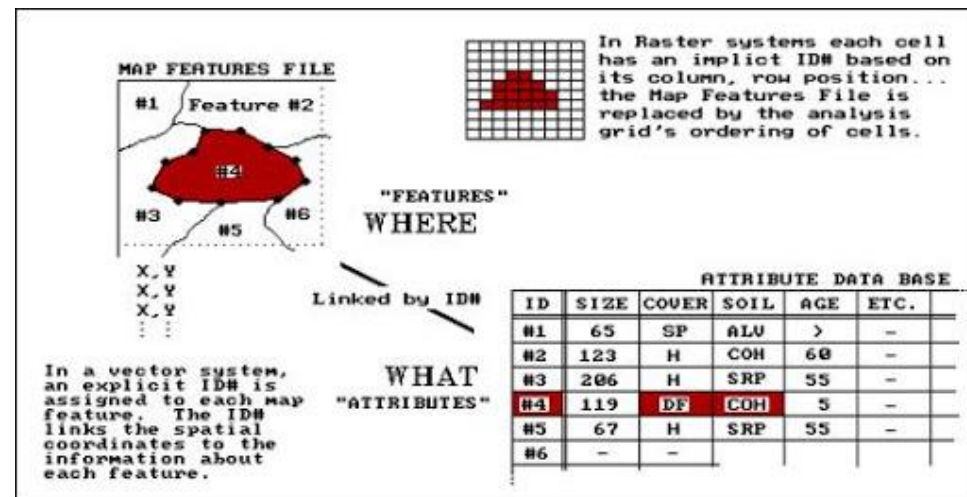 MAP FEATURES FILE
#1
Feature #2
#4
#3
#5
#6
X,Y
X,Y
X,Y
In a vector system,
an explicit ID# is
assigned to each map
feature. The ID#
links the spatial
coordinates to the
information about
each feature.
In Raster systems each cell
has an implict ID# based on
its column, row position...
the Map Features File is
replaced by the analysis
grid's ordering of cells.
"FEATURES"
WHERE
Linked by ID#
WHAT
"ATTRIBUTES"
ATTRIBUTE DATA BASE
ID SIZE COVER SOIL AGE ETC.
#1 65 SP ALV > -
#2 123 H COH 60 -
#3 206 H SRP 55 -
#4 119 DF COH 5 -
#5 67 H SRP 55 -
#6 - -